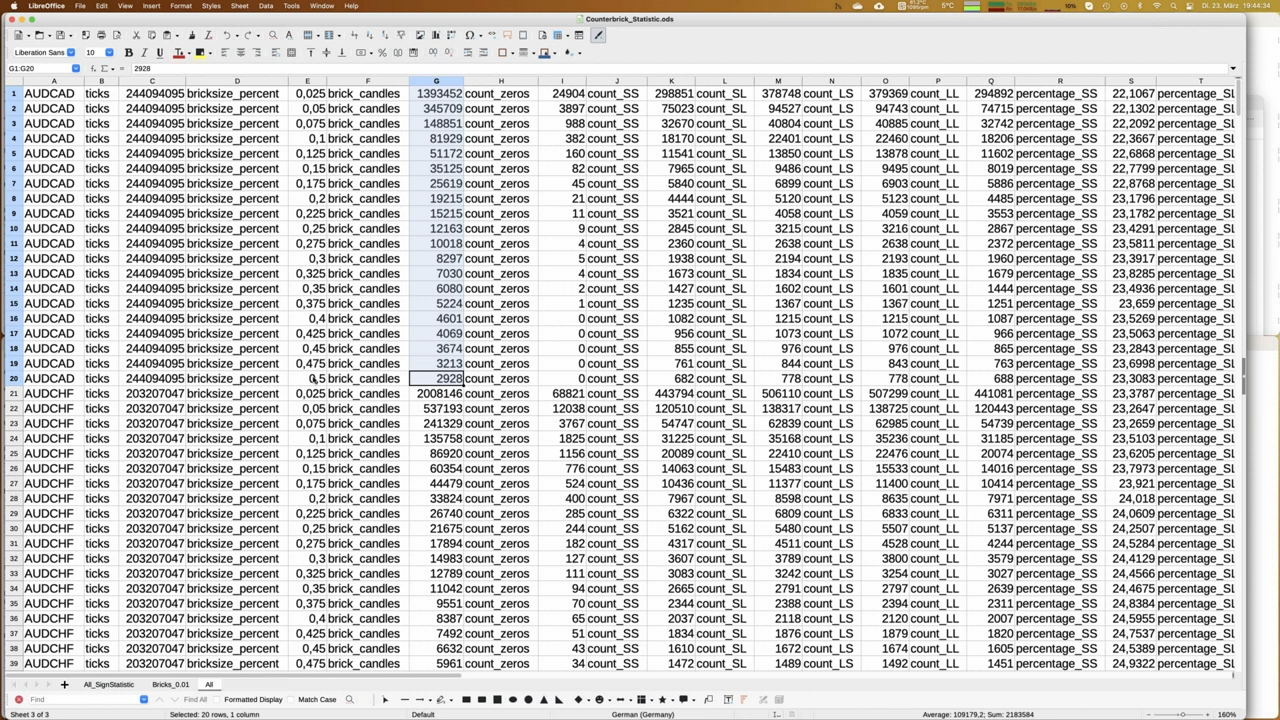 LibreOffice File Edit View Insert Format Styles Sheet Data Tools Window Help 5°C 10% Di. 23. März 19:44:34
Counterbrick_Statistic.ods
Liberation Sans 10
G1:G20 2928
A B C D E F G H I J K L M N O P Q R S T
1 AUDCAD ticks 244094095 bricksize_percent 0,025 brick_candles 1393452 count_zeros 24904 count_SS 298851 count_SL 378748 count_LS 379369 count_LL 294892 percentage_SS 22,1067 percentage_SL
2 AUDCAD ticks 244094095 bricksize_percent 0,05 brick_candles 345709 count_zeros 3897 count_SS 75023 count_SL 94527 count_LS 94743 count_LL 74715 percentage_SS 22,1302 percentage_SL
3 AUDCAD ticks 244094095 bricksize_percent 0,075 brick_candles 148851 count_zeros 988 count_SS 32670 count_SL 40804 count_LS 40885 count_LL 32742 percentage_SS 22,2092 percentage_SL
4 AUDCAD ticks 244094095 bricksize_percent 0,1 brick_candles 81929 count_zeros 382 count_SS 18170 count_SL 22401 count_LS 22460 count_LL 18206 percentage_SS 22,3667 percentage_SL
5 AUDCAD ticks 244094095 bricksize_percent 0,125 brick_candles 51172 count_zeros 160 count_SS 11541 count_SL 13850 count_LS 13878 count_LL 11602 percentage_SS 22,6868 percentage_SL
6 AUDCAD ticks 244094095 bricksize_percent 0,15 brick_candles 35125 count_zeros 82 count_SS 7965 count_SL 9486 count_LS 9495 count_LL 8019 percentage_SS 22,7799 percentage_SL
7 AUDCAD ticks 244094095 bricksize_percent 0,175 brick_candles 25619 count_zeros 45 count_SS 5840 count_SL 6899 count_LS 6903 count_LL 5886 percentage_SS 22,8768 percentage_SL
8 AUDCAD ticks 244094095 bricksize_percent 0,2 brick_candles 19215 count_zeros 21 count_SS 4444 count_SL 5120 count_LS 5123 count_LL 4485 percentage_SS 23,1796 percentage_SL
9 AUDCAD ticks 244094095 bricksize_percent 0,225 brick_candles 15215 count_zeros 11 count_SS 3521 count_SL 4058 count_LS 4059 count_LL 3553 percentage_SS 23,1782 percentage_SL
10 AUDCAD ticks 244094095 bricksize_percent 0,25 brick_candles 12163 count_zeros 9 count_SS 2845 count_SL 3215 count_LS 3216 count_LL 2867 percentage_SS 23,4291 percentage_SL
11 AUDCAD ticks 244094095 bricksize_percent 0,275 brick_candles 10018 count_zeros 4 count_SS 2360 count_SL 2638 count_LS 2638 count_LL 2372 percentage_SS 23,5811 percentage_SL
12 AUDCAD ticks 244094095 bricksize_percent 0,3 brick_candles 8297 count_zeros 5 count_SS 1938 count_SL 2194 count_LS 2193 count_LL 1960 percentage_SS 23,3917 percentage_SL
13 AUDCAD ticks 244094095 bricksize_percent 0,325 brick_candles 7030 count_zeros 4 count_SS 1673 count_SL 1834 count_LS 1835 count_LL 1679 percentage_SS 23,8285 percentage_SL
14 AUDCAD ticks 244094095 bricksize_percent 0,35 brick_candles 6080 count_zeros 2 count_SS 1427 count_SL 1602 count_LS 1601 count_LL 1444 percentage_SS 23,4936 percentage_SL
15 AUDCAD ticks 244094095 bricksize_percent 0,375 brick_candles 5224 count_zeros 1 count_SS 1235 count_SL 1367 count_LS 1367 count_LL 1251 percentage_SS 23,659 percentage_SL
16 AUDCAD ticks 244094095 bricksize_percent 0,4 brick_candles 4601 count_zeros 0 count_SS 1082 count_SL 1215 count_LS 1215 count_LL 1087 percentage_SS 23,5269 percentage_SL
17 AUDCAD ticks 244094095 bricksize_percent 0,425 brick_candles 4069 count_zeros 0 count_SS 956 count_SL 1073 count_LS 1072 count_LL 966 percentage_SS 23,5063 percentage_SL
18 AUDCAD ticks 244094095 bricksize_percent 0,45 brick_candles 3674 count_zeros 0 count_SS 855 count_SL 976 count_LS 976 count_LL 865 percentage_SS 23,2843 percentage_SL
19 AUDCAD ticks 244094095 bricksize_percent 0,475 brick_candles 3213 count_zeros 0 count_SS 761 count_SL 844 count_LS 843 count_LL 763 percentage_SS 23,6998 percentage_SL
20 AUDCAD ticks 244094095 bricksize_percent 0,5 brick_candles 2928 count_zeros 0 count_SS 682 count_SL 778 count_LS 778 count_LL 688 percentage_SS 23,3083 percentage_SL
21 AUDCHF ticks 203207047 bricksize_percent 0,025 brick_candles 2003146 count_zeros 68821 count_SS 443794 count_SL 506110 count_LS 507299 count_LL 441081 percentage_SS 23,3787 percentage_SL
22 AUDCHF ticks 203207047 bricksize_percent 0,05 brick_candles 537193 count_zeros 12038 count_SS 120510 count_SL 138317 count_LS 138725 count_LL 120443 percentage_SS 23,2647 percentage_SL
23 AUDCHF ticks 203207047 bricksize_percent 0,075 brick_candles 241329 count_zeros 3767 count_SS 54747 count_SL 62839 count_LS 62985 count_LL 54739 percentage_SS 23,2659 percentage_SL
24 AUDCHF ticks 203207047 bricksize_percent 0,1 brick_candles 135758 count_zeros 1825 count_SS 31225 count_SL 35168 count_LS 35236 count_LL 31185 percentage_SS 23,5103 percentage_SL
25 AUDCHF ticks 203207047 bricksize_percent 0,125 brick_candles 86920 count_zeros 1156 count_SS 20089 count_SL 22410 count_LS 22476 count_LL 20074 percentage_SS 23,6125 percentage_SL
26 AUDCHF ticks 203207047 bricksize_percent 0,15 brick_candles 60354 count_zeros 776 count_SS 14063 count_SL 15483 count_LS 15533 count_LL 14016 percentage_SS 23,7973 percentage_SL
27 AUDCHF ticks 203207047 bricksize_percent 0,175 brick_candles 44479 count_zeros 524 count_SS 10436 count_SL 11377 count_LS 11400 count_LL 10414 percentage_SS 23,921 percentage_SL
28 AUDCHF ticks 203207047 bricksize_percent 0,2 brick_candles 33824 count_zeros 400 count_SS 7967 count_SL 8598 count_LS 8635 count_LL 7971 percentage_SS 24,018 percentage_SL
29 AUDCHF ticks 203207047 bricksize_percent 0,225 brick_candles 26740 count_zeros 285 count_SS 6322 count_SL 6809 count_LS 6833 count_LL 6311 percentage_SS 24,0609 percentage_SL
30 AUDCHF ticks 203207047 bricksize_percent 0,25 brick_candles 21675 count_zeros 244 count_SS 5162 count_SL 5480 count_LS 5507 count_LL 5137 percentage_SS 24,2507 percentage_SL
31 AUDCHF ticks 203207047 bricksize_percent 0,275 brick_candles 17894 count_zeros 182 count_SS 4317 count_SL 4511 count_LS 4528 count_LL 4244 percentage_SS 24,5284 percentage_SL
32 AUDCHF ticks 203207047 bricksize_percent 0,3 brick_candles 14983 count_zeros 127 count_SS 3607 count_SL 3789 count_LS 3800 count_LL 3579 percentage_SS 24,4129 percentage_SL
33 AUDCHF ticks 203207047 bricksize_percent 0,325 brick_candles 12789 count_zeros 111 count_SS 3083 count_SL 3242 count_LS 3254 count_LL 3027 percentage_SS 24,4566 percentage_SL
34 AUDCHF ticks 203207047 bricksize_percent 0,35 brick_candles 11042 count_zeros 94 count_SS 2665 count_SL 2791 count_LS 2797 count_LL 2639 percentage_SS 24,4675 percentage_SL
35 AUDCHF ticks 203207047 bricksize_percent 0,375 brick_candles 9551 count_zeros 70 count_SS 2344 count_SL 2388 count_LS 2394 count_LL 2311 percentage_SS 24,8384 percentage_SL
36 AUDCHF ticks 203207047 bricksize_percent 0,4 brick_candles 8387 count_zeros 65 count_SS 2037 count_SL 2118 count_LS 2120 count_LL 2007 percentage_SS 24,5955 percentage_SL
37 AUDCHF ticks 203207047 bricksize_percent 0,425 brick_candles 7492 count_zeros 51 count_SS 1834 count_SL 1876 count_LS 1879 count_LL 1820 percentage_SS 24,7537 percentage_SL
38 AUDCHF ticks 203207047 bricksize_percent 0,45 brick_candles 6632 count_zeros 43 count_SS 1610 count_SL 1672 count_LS 1674 count_LL 1605 percentage_SS 24,5389 percentage_SL
39 AUDCHF ticks 203207047 bricksize_percent 0,475 brick_candles 5961 count_zeros 34 count_SS 1472 count_SL 1489 count_LS 1492 count_LL 1451 percentage_SS 24,9322 percentage_SL
All_SignStatistic Bricks_0.01 All
Find Find All Formatted Display Match Case
Sheet 3 of 3 Selected: 20 rows, 1 column Default German (Germany) Average: 109179,2; Sum: 2183584 160%